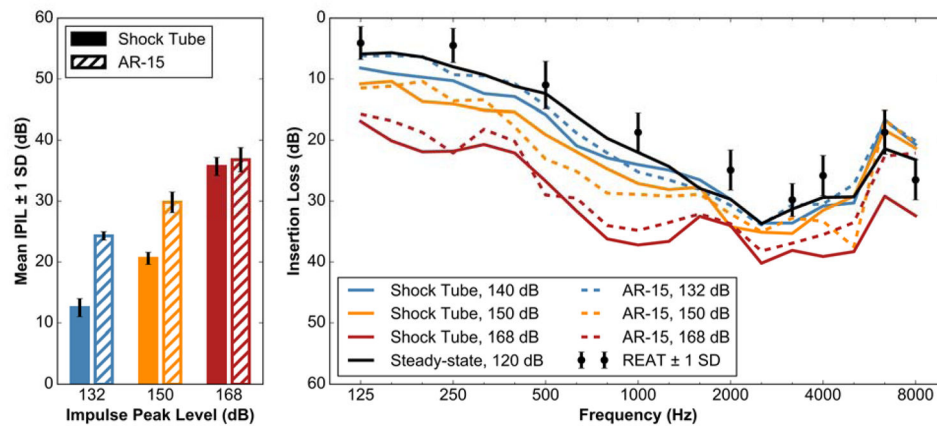 60
50
40
30
20
10
0
Mean IPIL ± 1 SD (dB)
Shock Tube
AR-15
132
150
168
Impulse Peak Level (dB)
0
10
20
30
40
50
60
Insertion Loss (dB)
Shock Tube, 140 dB
Shock Tube, 150 dB
Shock Tube, 168 dB
Steady-state, 120 dB
AR-15, 132 dB
AR-15, 150 dB
AR-15, 168 dB
REAT ± 1 SD
125
250
500
1000
2000
4000
8000
Frequency (Hz)